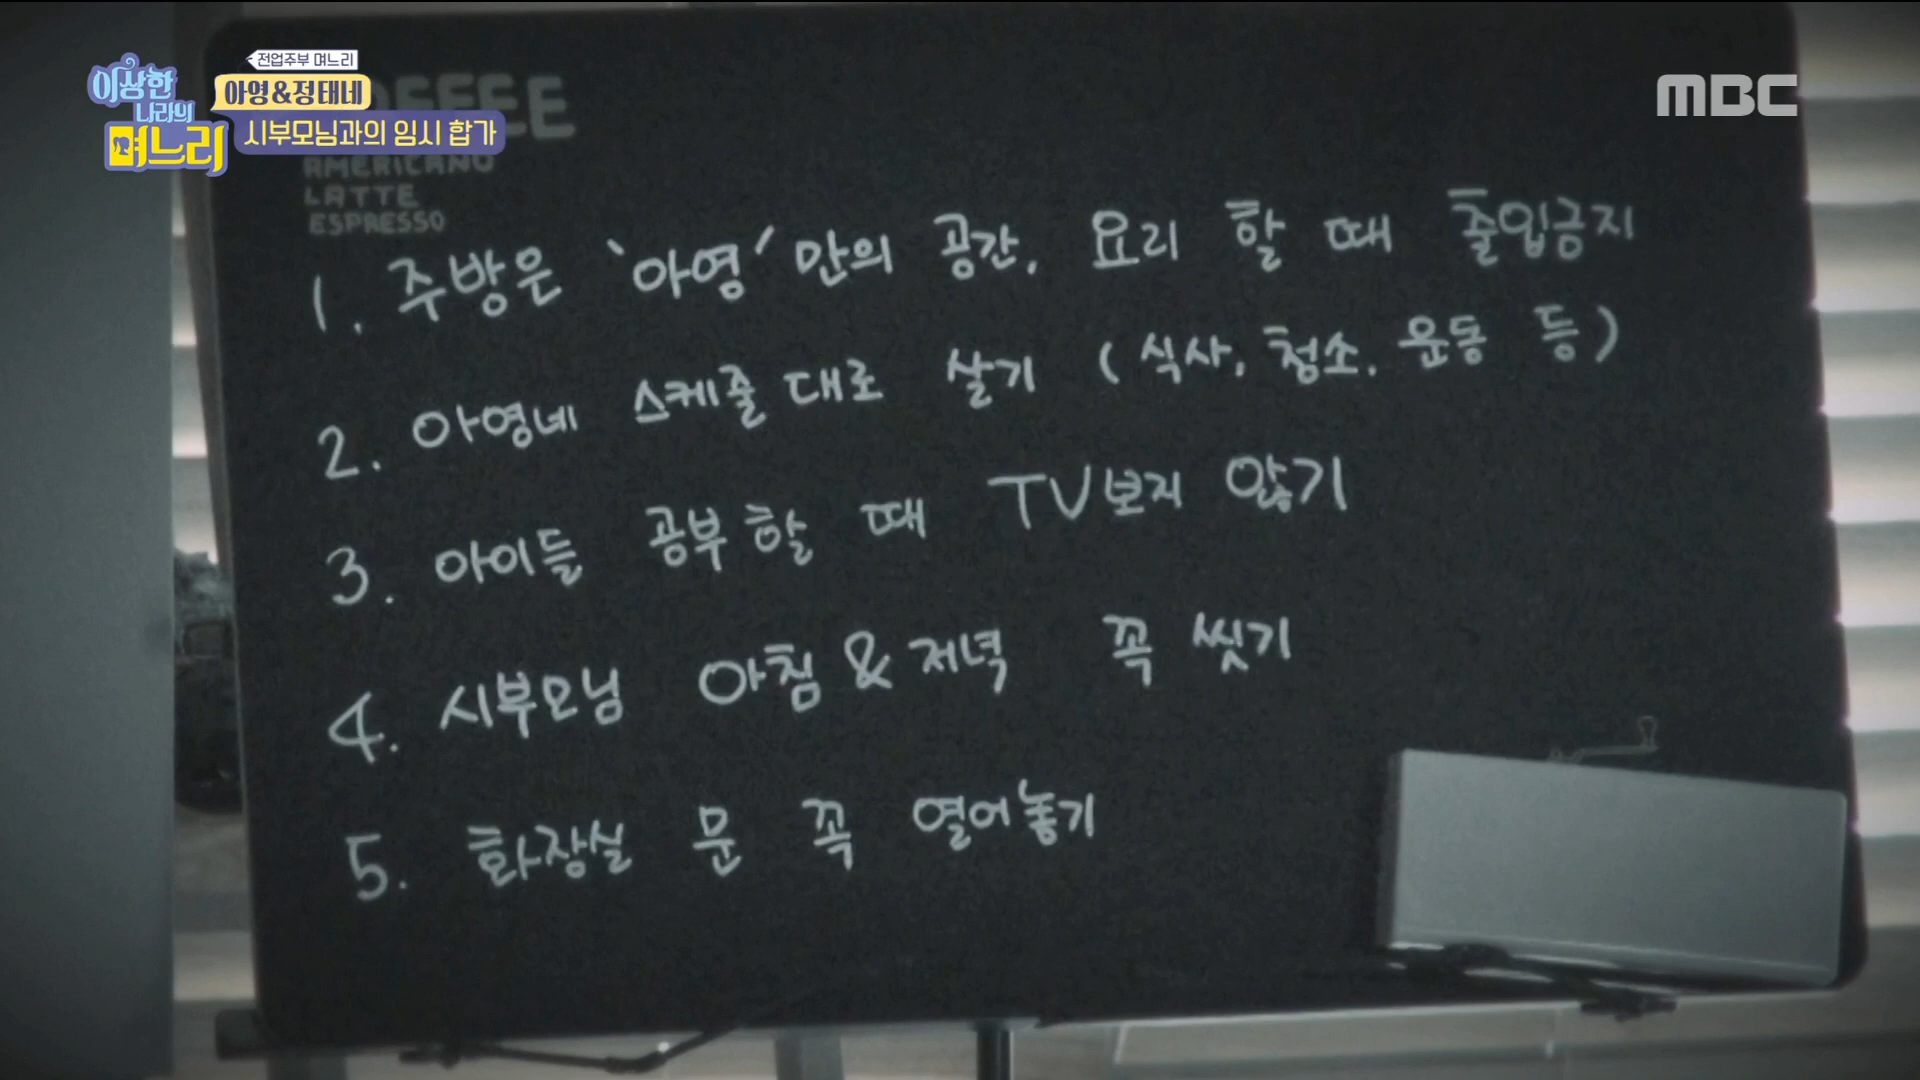 이상한 나라의 며느리
전업주부 며느리
아영&정태네
시부모님과의 임시 합가
MBC
AMERICANO
LATTE
ESPRESSO
1. 주방은 '아영' 만의 공간, 요리 할 때 출입금지
2. 아영네 스케줄 대로 살기 (식사, 청소, 운동 등)
3. 아이들 공부 할 때 TV보지 않기
4. 시부모님 아침 & 저녁 꼭 씻기
5. 화장실 문 꼭 열어놓기